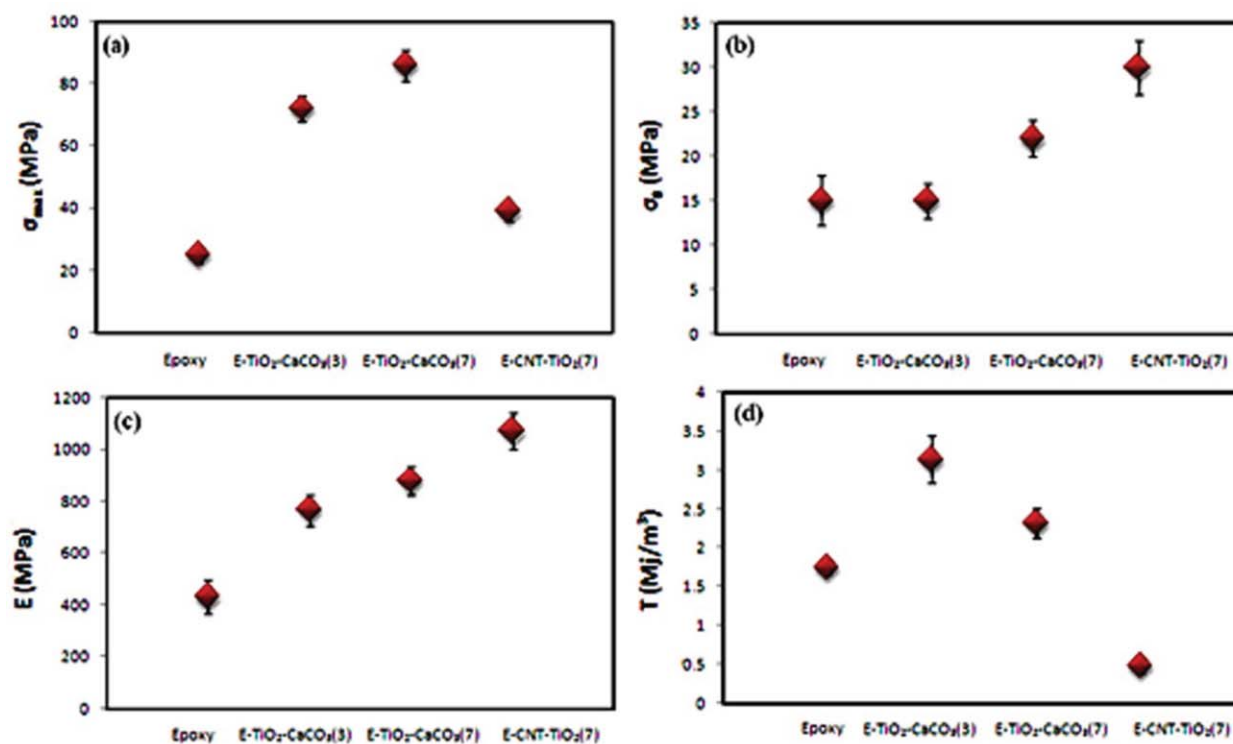 (a)
σmax (MPa)
100
80
60
40
20
0
Epoxy E-TiO₂-CaCO₃(3) E-TiO₂-CaCO₃(7) E-CNT-TiO₂(7)
(b)
(MPa)
35
30
25
20
15
10
5
0
Epoxy E-TiO₂-CaCO₃(3) E-TiO₂-CaCO₃(7) E-CNT-TiO₂(7)
(c)
E (MPa)
1200
1000
800
600
400
200
0
Epoxy E-TiO₂-CaCO₃(3) E-TiO₂-CaCO₃(7) E-CNT-TiO₂(7)
(d)
T (Mj/m³)
4
3.5
3
2.5
2
1.5
1
0.5
0
Epoxy E-TiO₂-CaCO₃(3) E-TiO₂-CaCO₃(7) E-CNT-TiO₂(7)